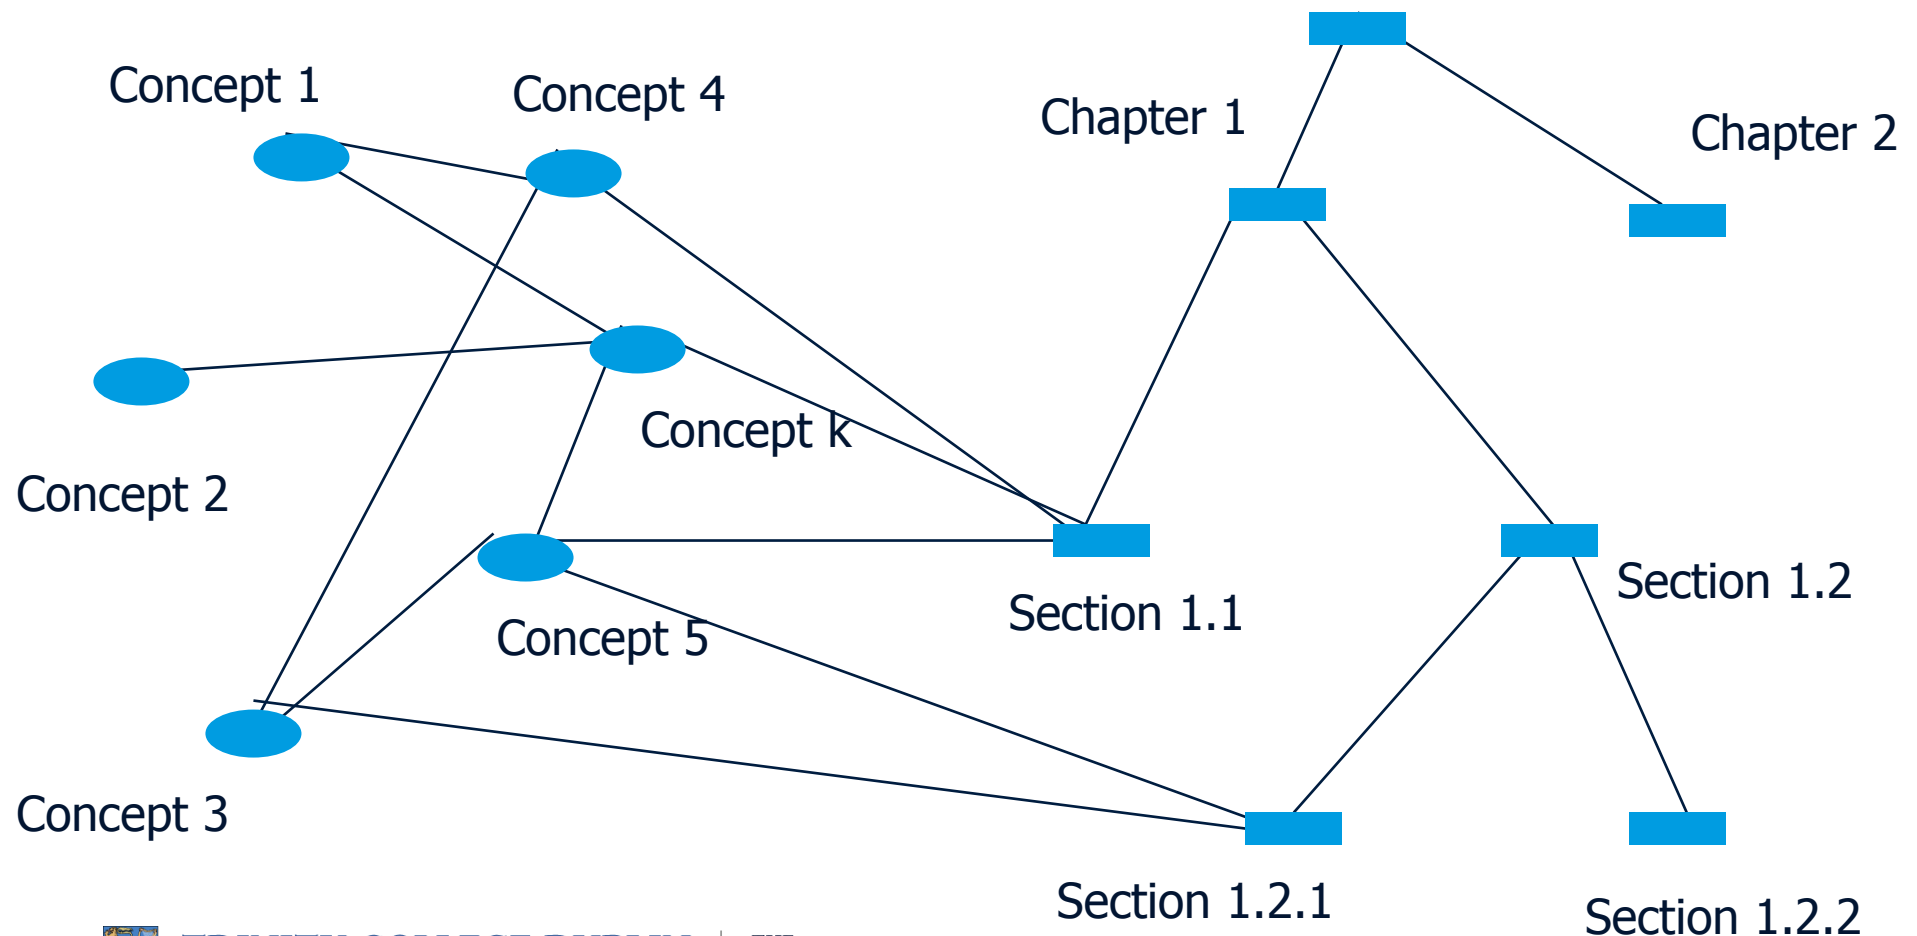 Concept 1
Concept 4
Chapter 1
Chapter 2
Concept k
Concept 2
Section 1.2
Section 1.1
Concept 5
Concept 3
Section 1.2.1
Section 1.2.2